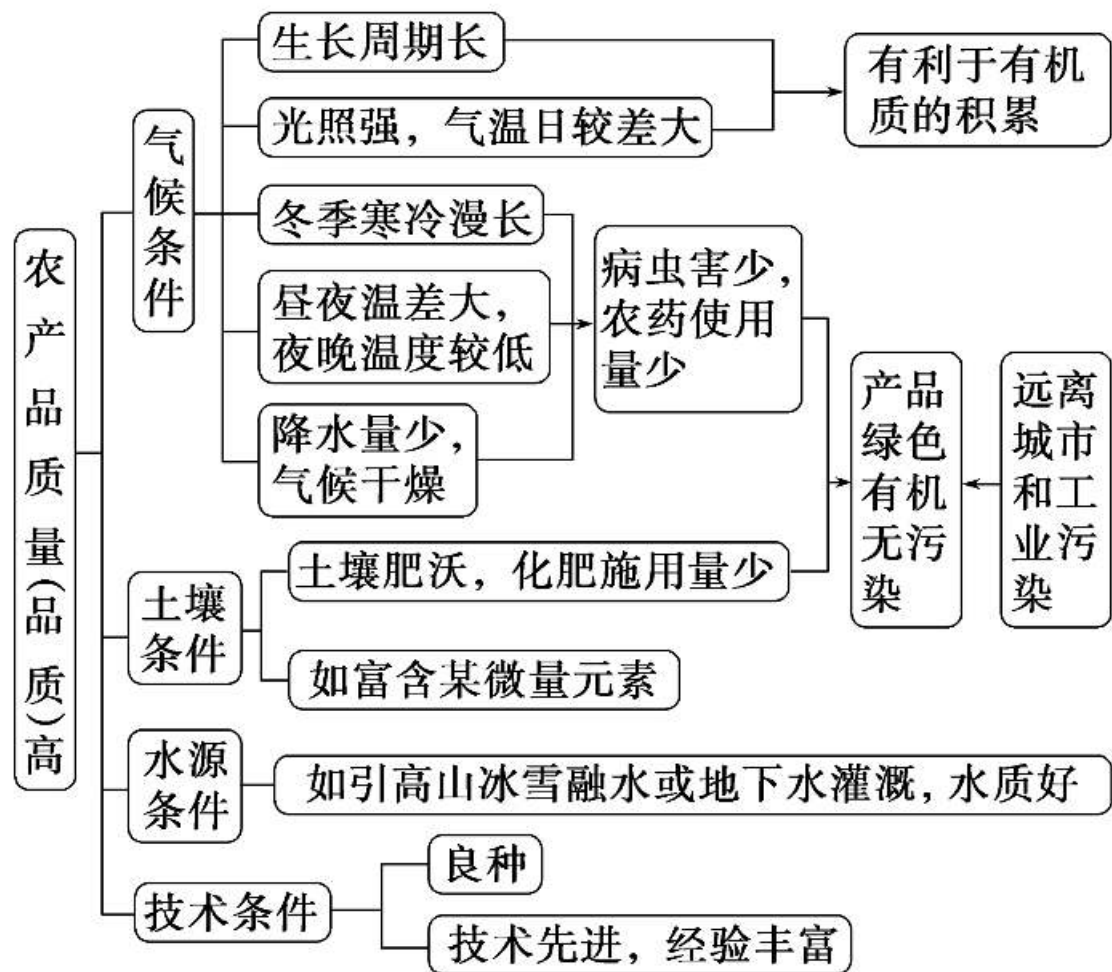 农产品质量(品质)高
气候条件
生长周期长
光照强，气温日较差大
有利于有机
质的积累
冬季寒冷漫长
昼夜温差大，
夜晚温度较低
降水量少，
气候干燥
病虫害少，
农药使用
量少
产品
绿色
有机
无污
染
远离
城市
和工
业污
染
土壤
条件
土壤肥沃，化肥施用量少
如富含某微量元素
水源
条件
如引高山冰雪融水或地下水灌溉，水质好
技术条件
良种
技术先进，经验丰富